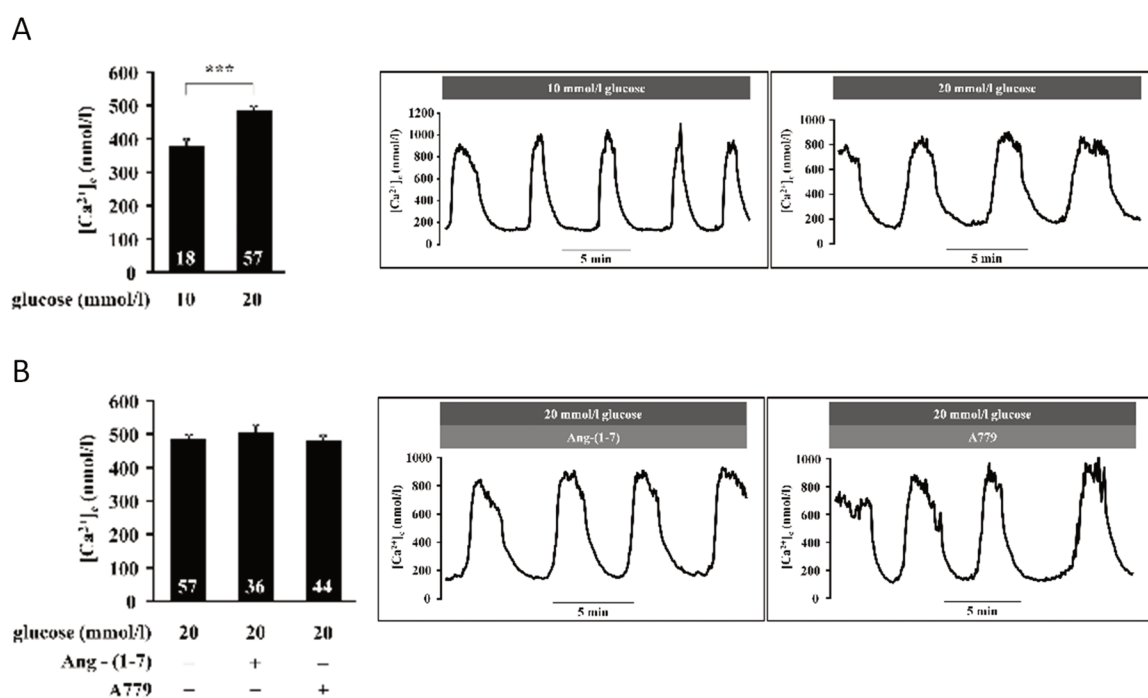 A
600
500
400
300
200
100
0
[Ca²⁺]c (nmol/l)
***
18 57
glucose (mmol/l) 10 20
10 mmol/l glucose
1200
1000
800
600
400
200
0
[Ca²⁺]c (nmol/l)
5 min
20 mmol/l glucose
1000
800
600
400
200
0
[Ca²⁺]c (nmol/l)
5 min
B
600
500
400
300
200
100
0
[Ca²⁺]c (nmol/l)
57 36 44
glucose (mmol/l) 20 20 20
Ang - (1-7) – + –
A779 – – +
20 mmol/l glucose
Ang-(1-7)
1000
800
600
400
200
0
[Ca²⁺]c (nmol/l)
5 min
20 mmol/l glucose
A779
1000
800
600
400
200
0
[Ca²⁺]c (nmol/l)
5 min